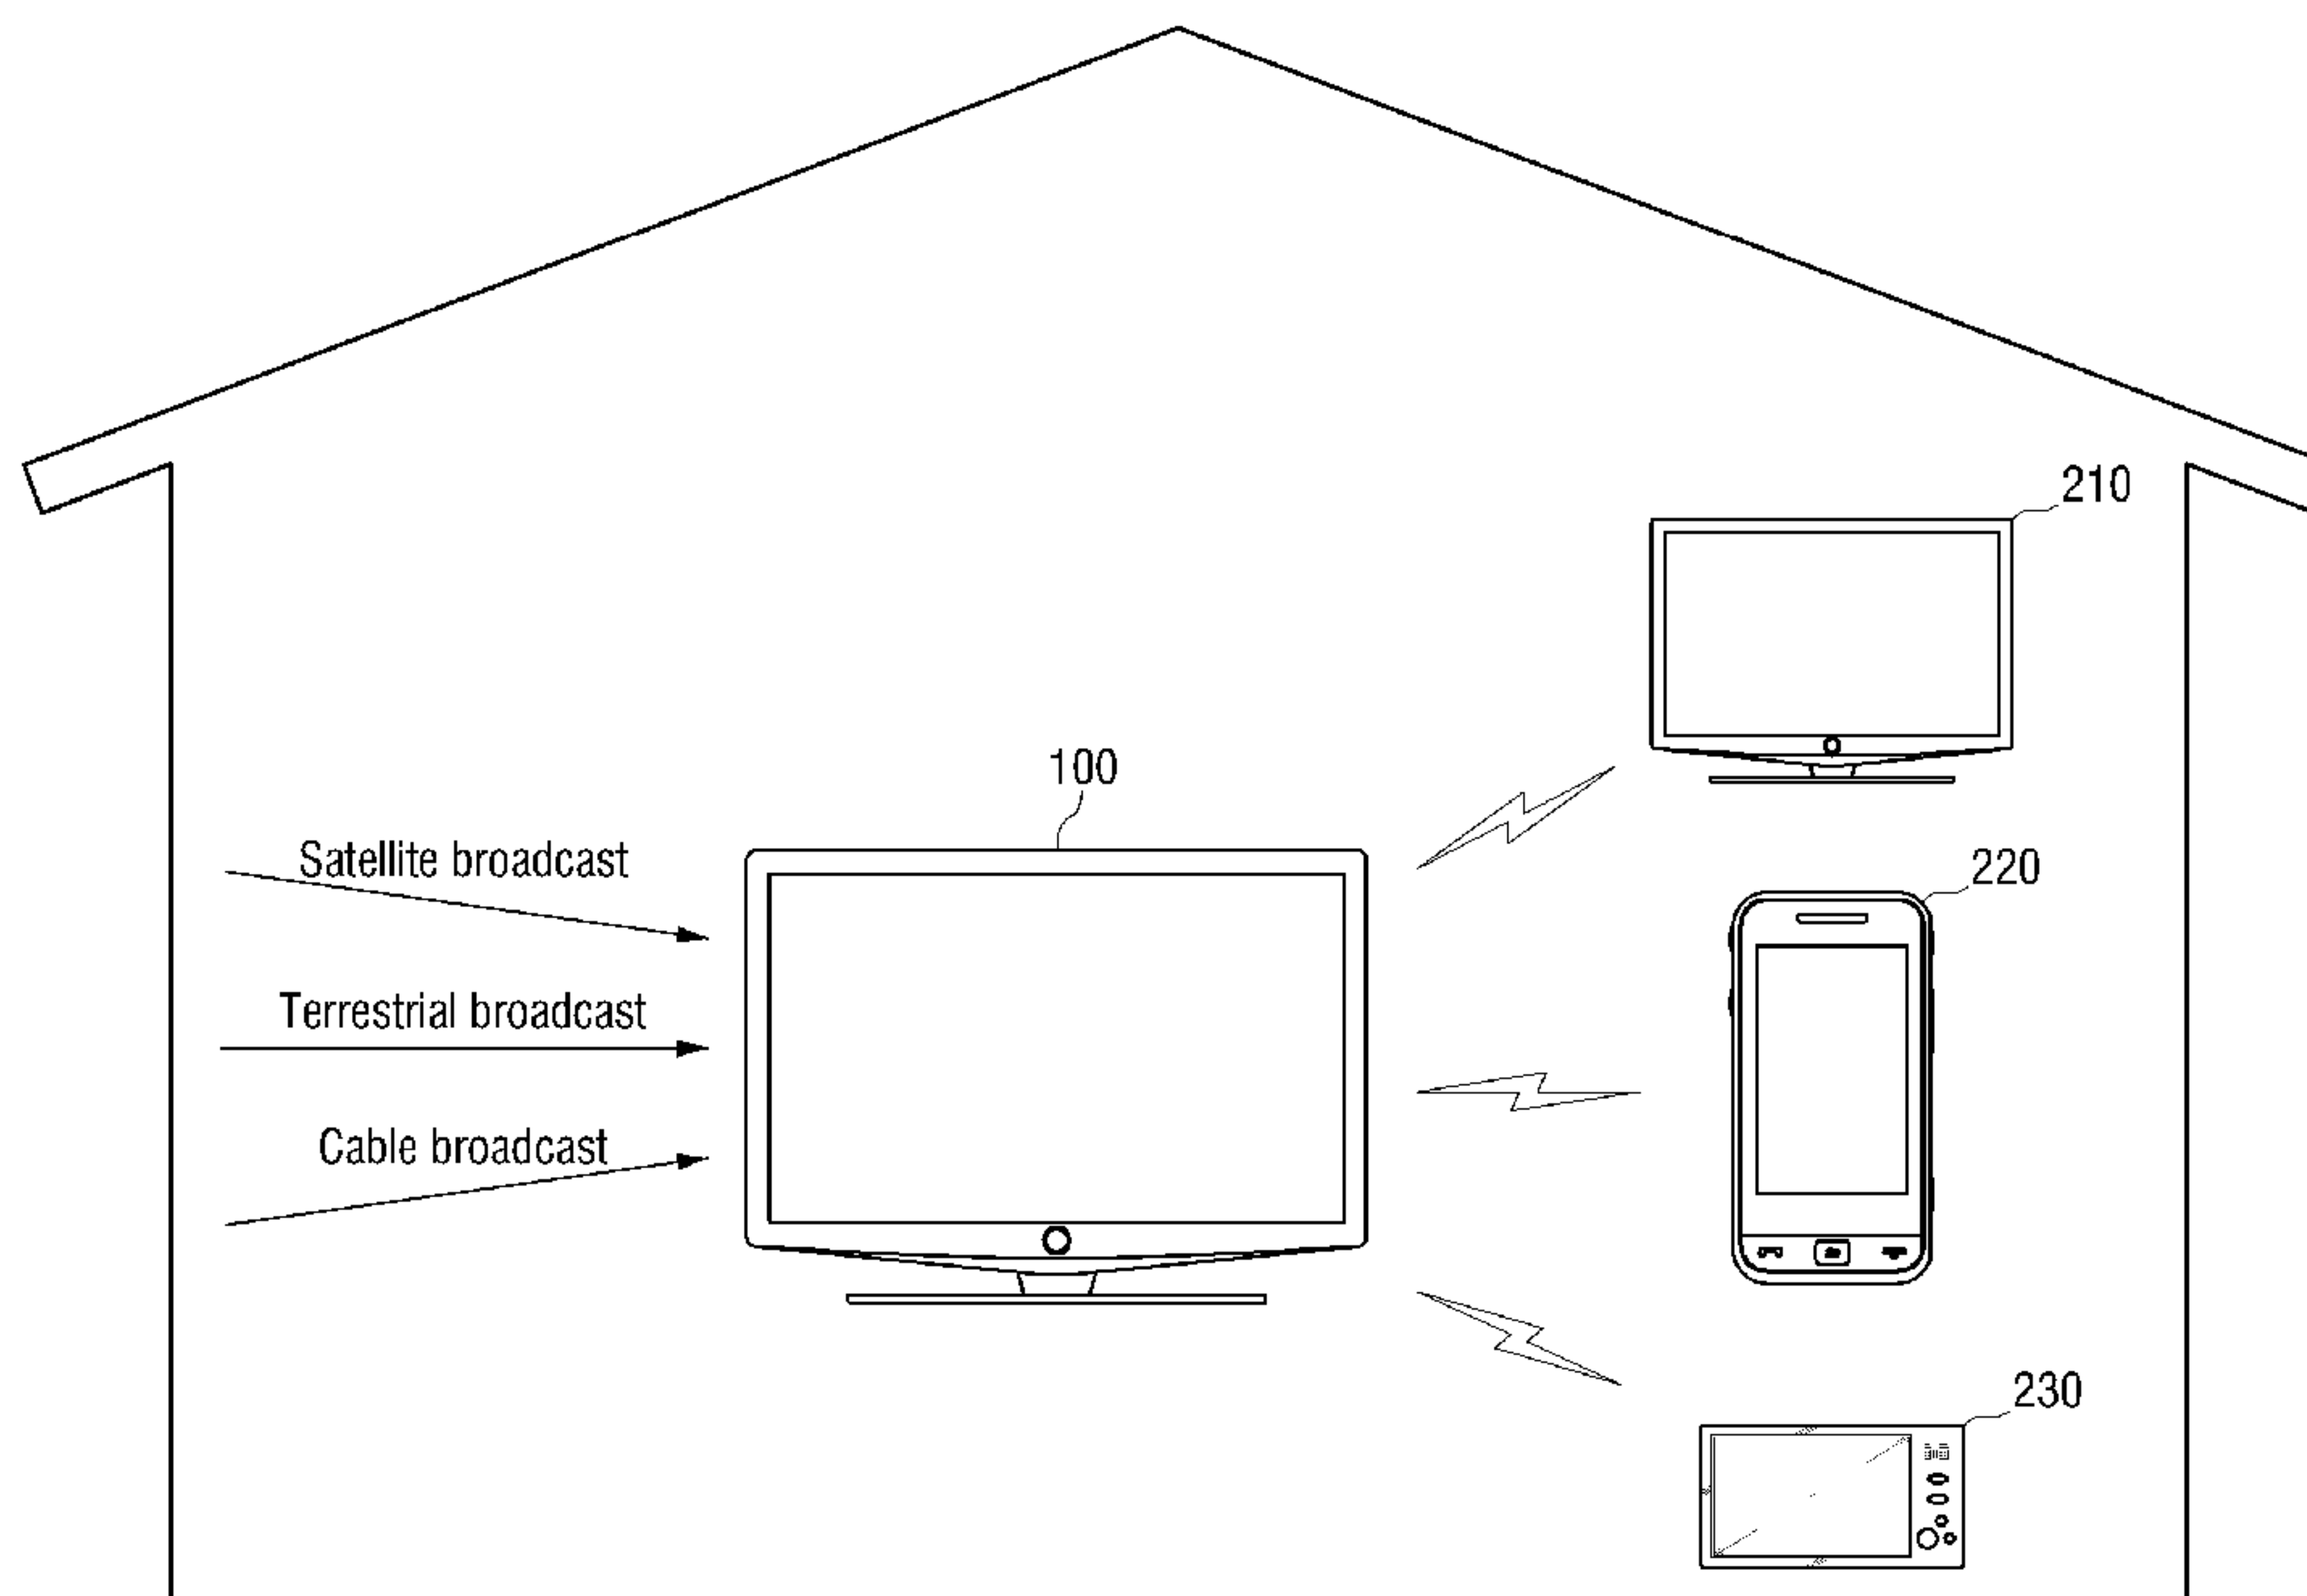 210
100
Satellite broadcast
220
Terrestrial broadcast
Cable broadcast
230